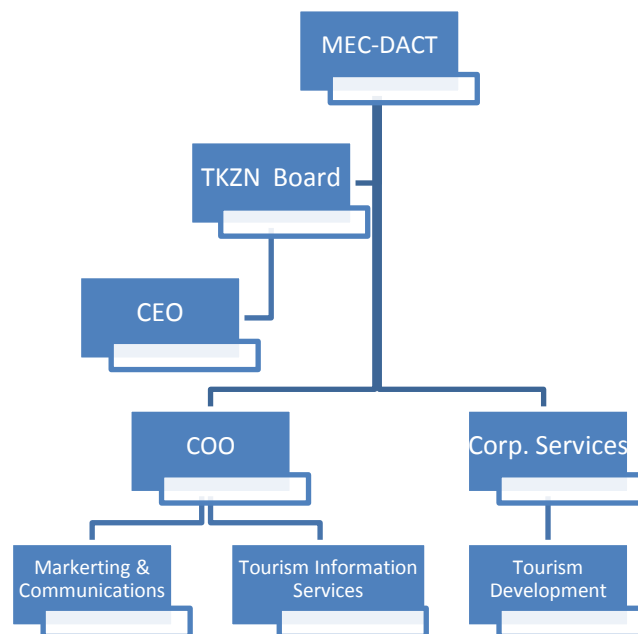 MEC-DACT
TKZN Board
CEO
COO
Corp. Services
Markerting &
Communications
Tourism Information
Services
Tourism
Development